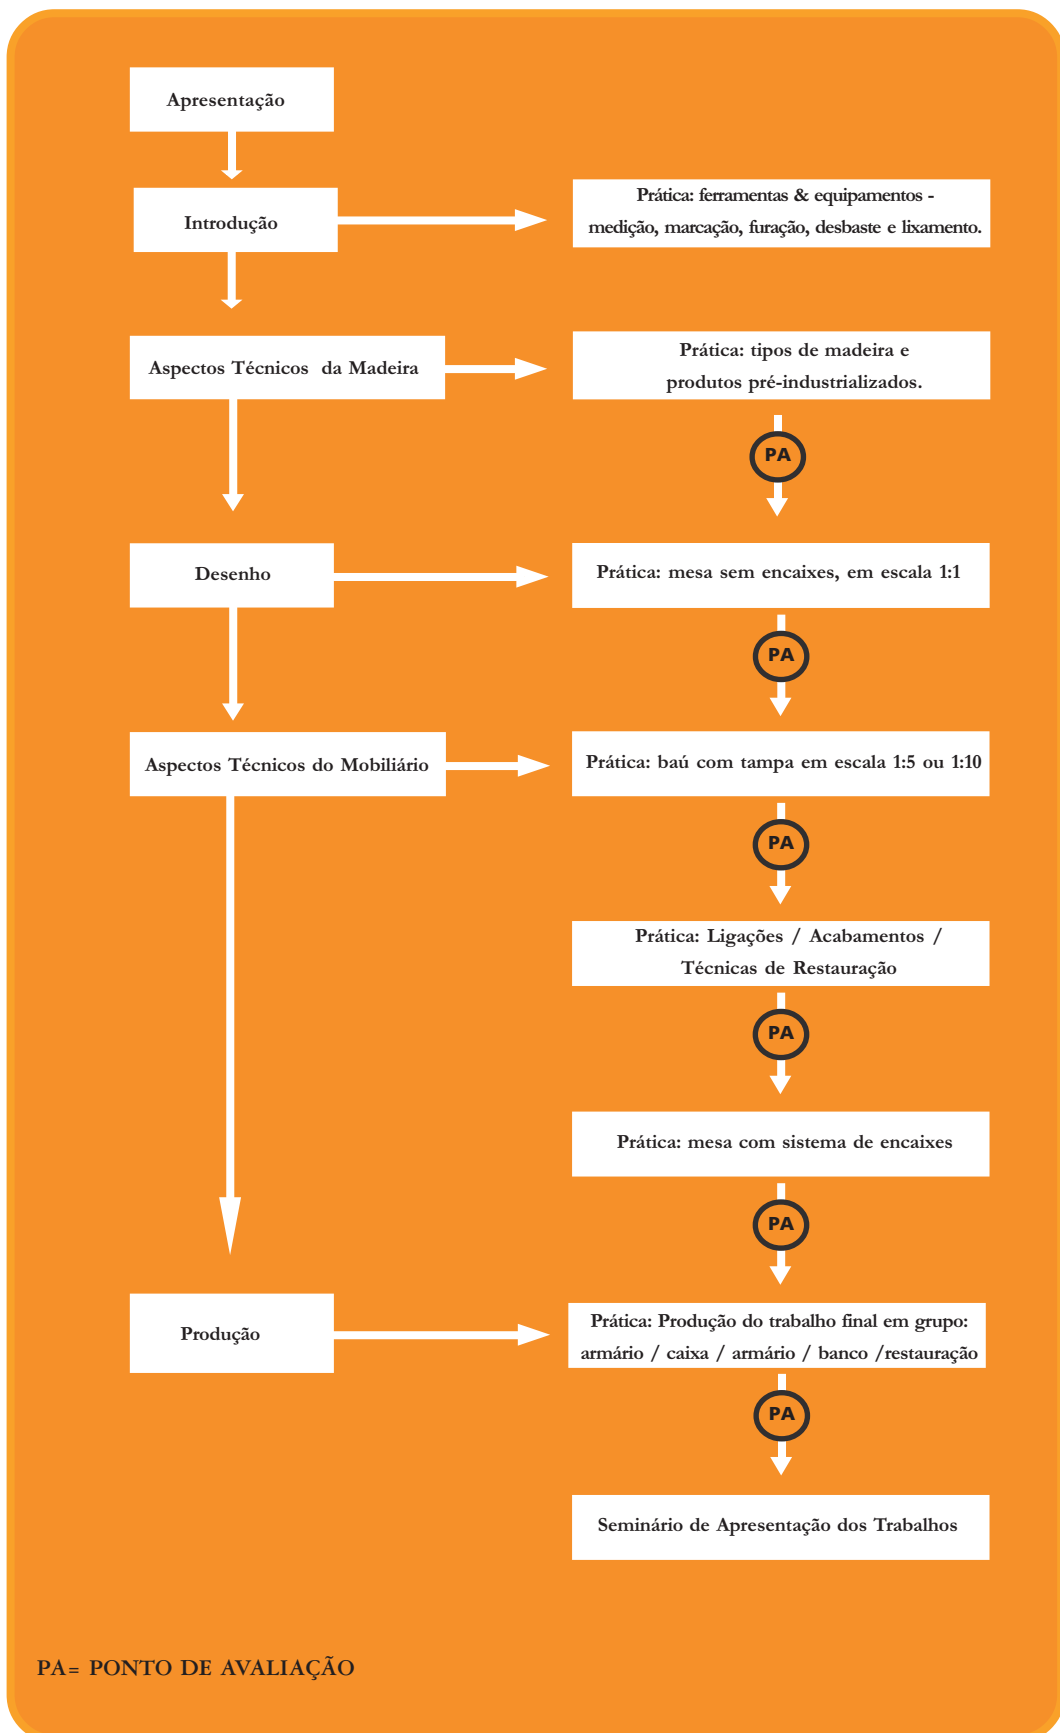 Apresentação
Introdução
Prática: ferramentas & equipamentos -
medição, marcação, furação, desbaste e lixamento.
Aspectos Técnicos da Madeira
Prática: tipos de madeira e
produtos pré-industrializados.
PA
Desenho
Prática: mesa sem encaixes, em escala 1:1
PA
Aspectos Técnicos do Mobiliário
Prática: baú com tampa em escala 1:5 ou 1:10
PA
Prática: Ligações / Acabamentos /
Técnicas de Restauração
PA
Prática: mesa com sistema de encaixes
PA
Produção
Prática: Produção do trabalho final em grupo:
armário / caixa / armário / banco /restauração
PA
Seminário de Apresentação dos Trabalhos
PA= PONTO DE AVALIAÇÃO